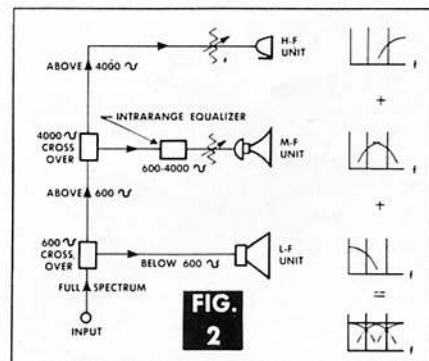 H-F
UNIT
f
ABOVE 4000 ∿
INTRARANGE EQUALIZER
4000 ∿
CROSS
OVER
600-4000 ∿
M-F
UNIT
f
ABOVE 600 ∿
600 ∿
CROSS
OVER
BELOW 600 ∿
L-F
UNIT
f
FULL SPECTRUM
INPUT
FIG.
2
f